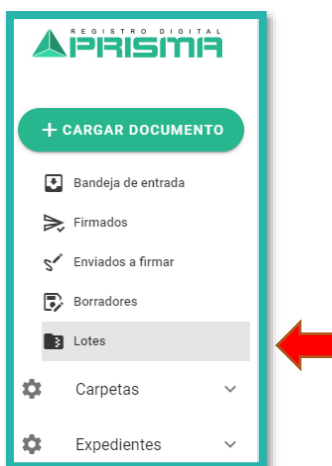 REGISTRO DIGITAL
PRISMA
+ CARGAR DOCUMENTO
Bandeja de entrada
Firmados
Enviados a firmar
Borradores
Lotes
Carpetas
Expedientes